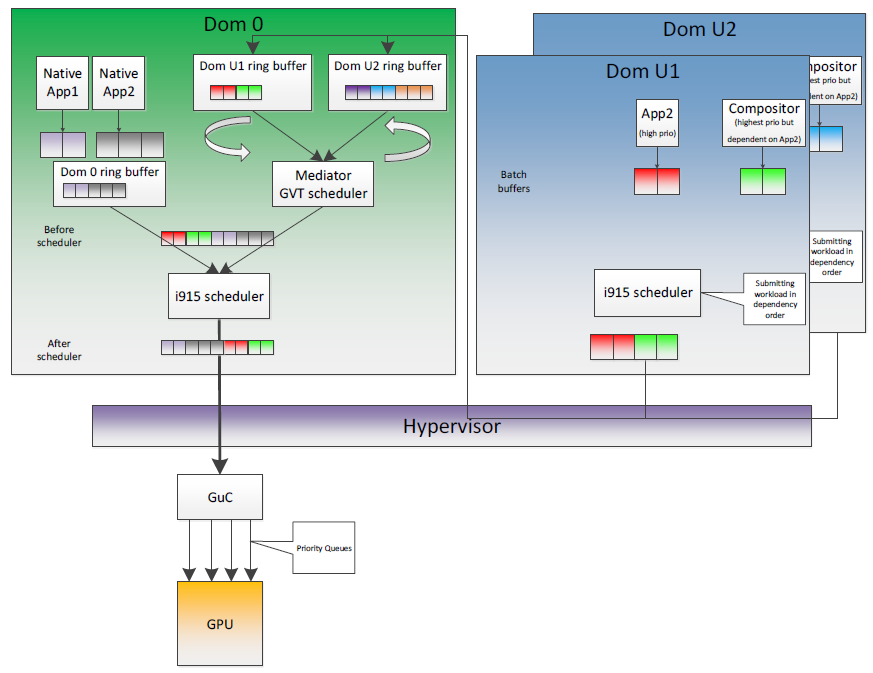 Dom 0
Native
App1
Native
App2
Dom U1 ring buffer
Dom U2 ring buffer
Dom 0 ring buffer
Mediator
GVT scheduler
Before
scheduler
i915 scheduler
After
scheduler
Dom U2
Dom U1
App2
(high prio)
Compositor
(highest prio but
dependent on App2)
Batch
buffers
i915 scheduler
Submitting
workload in
dependency
order
mpositor
est prio but
dent on App2)
Submitting
workload in
dependency
order
Hypervisor
GuC
Priority Queues
GPU